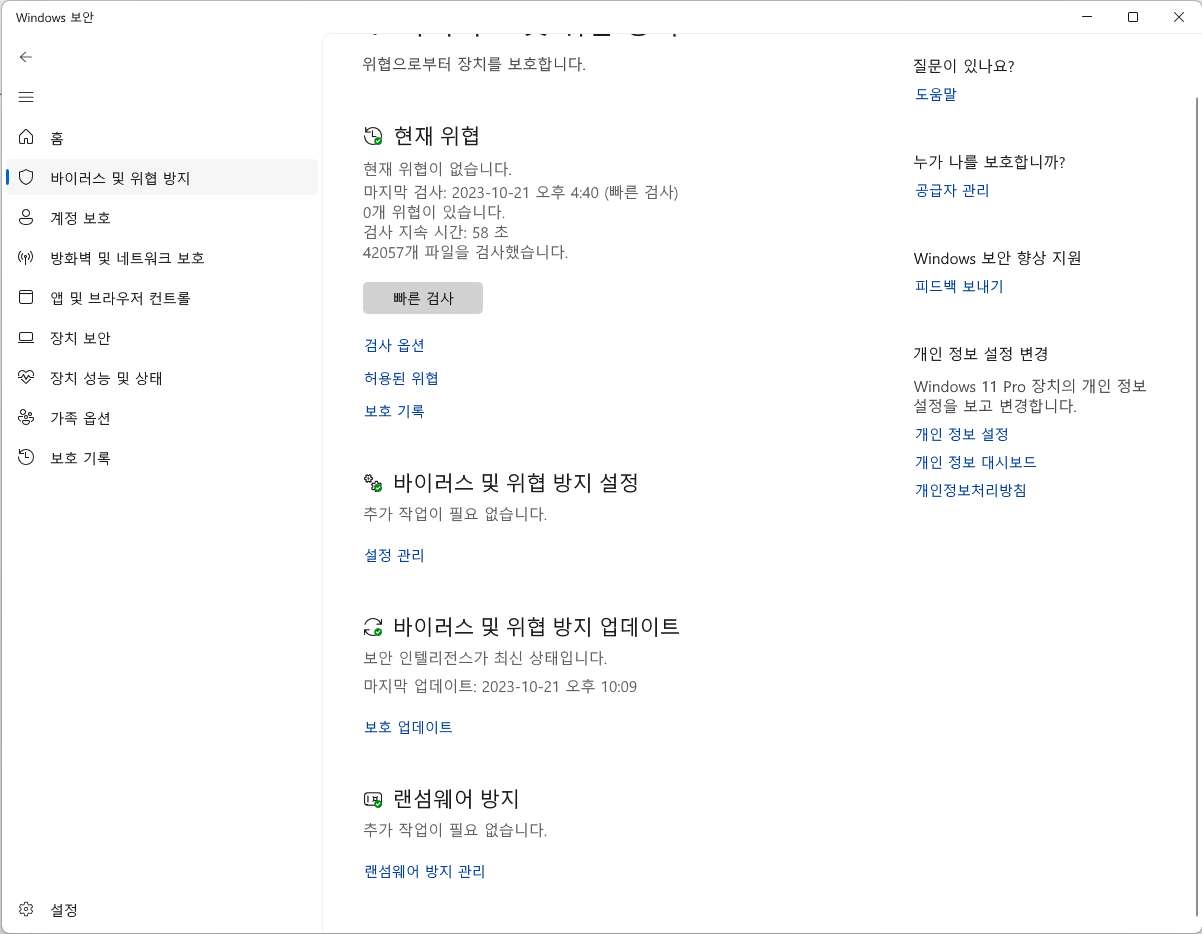 Windows 보안
홈
바이러스 및 위협 방지
계정 보호
방화벽 및 네트워크 보호
앱 및 브라우저 컨트롤
장치 보안
장치 성능 및 상태
가족 옵션
보호 기록
설정
위협으로부터 장치를 보호합니다.
현재 위협
현재 위협이 없습니다.
마지막 검사: 2023-10-21 오후 4:40 (빠른 검사)
0개 위협이 있습니다.
검사 지속 시간: 58 초
42057개 파일을 검사했습니다.
빠른 검사
검사 옵션
허용된 위협
보호 기록
바이러스 및 위협 방지 설정
추가 작업이 필요 없습니다.
설정 관리
바이러스 및 위협 방지 업데이트
보안 인텔리전스가 최신 상태입니다.
마지막 업데이트: 2023-10-21 오후 10:09
보호 업데이트
랜섬웨어 방지
추가 작업이 필요 없습니다.
랜섬웨어 방지 관리
질문이 있나요?
도움말
누가 나를 보호합니까?
공급자 관리
Windows 보안 향상 지원
피드백 보내기
개인 정보 설정 변경
Windows 11 Pro 장치의 개인 정보
설정을 보고 변경합니다.
개인 정보 설정
개인 정보 대시보드
개인정보처리방침